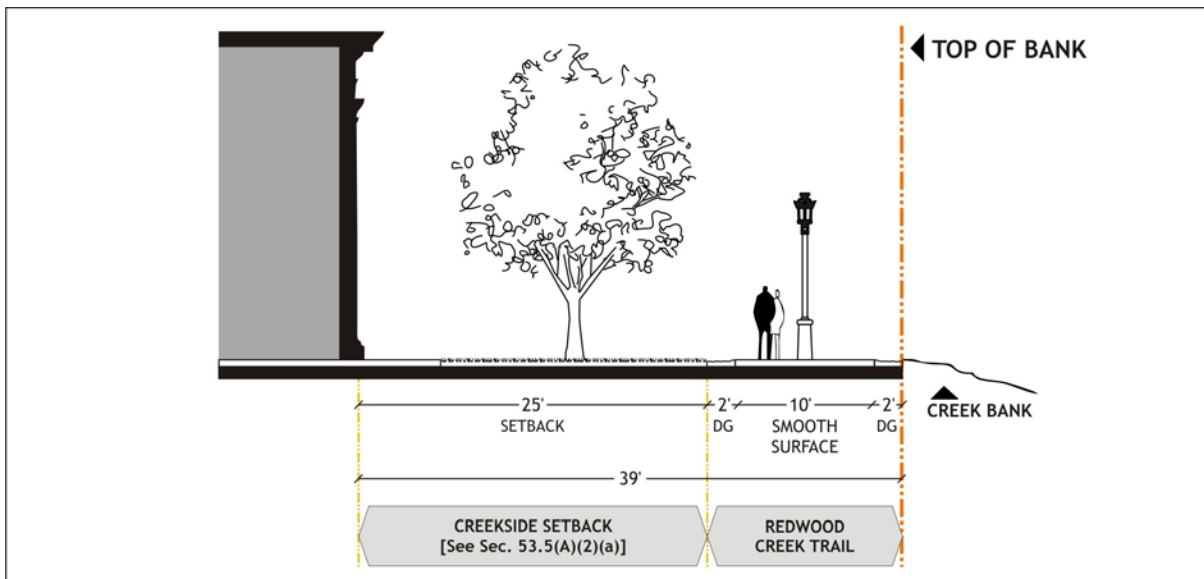 TOP OF BANK
CREEK BANK
25' 2' 10' 2'
SETBACK DG SMOOTH DG
SURFACE
39'
CREEKSIDE SETBACK
[See Sec. 53.5(A)(2)(a)]
REDWOOD
CREEK TRAIL